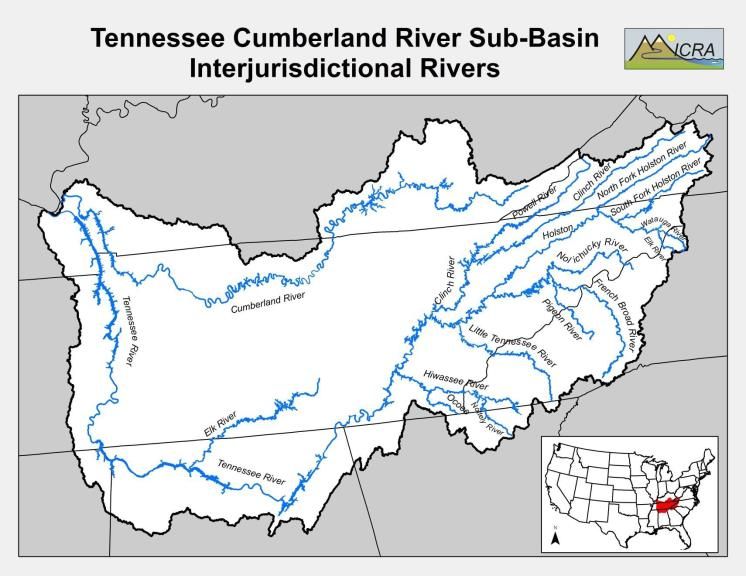 Tennessee Cumberland River Sub-Basin
Interjurisdictional Rivers
MICRA
Powell River
Clinch River
North Fork Holston River
South Fork Holston River
Holston
Watauga River
Elk River
Nolichucky River
Clinch River
French Broad River
Pigeon River
Cumberland River
Tennessee River
Little Tennessee River
Hiwassee River
Ocoee
Notely River
Elk River
Tennessee River
N